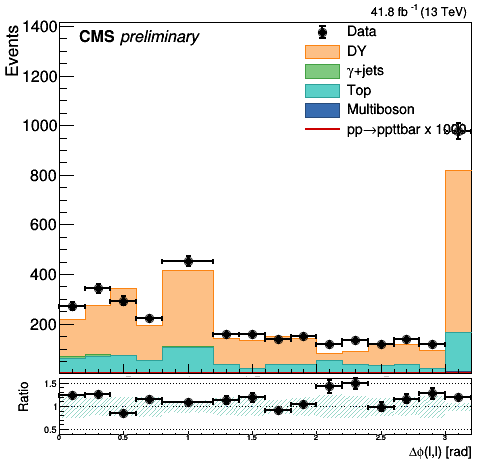 41.8 fb⁻¹ (13 TeV)
CMS preliminary
Data
DY
γ+jets
Top
Multiboson
pp→ppttbar x 1000
Events
1400
1200
1000
800
600
400
200
Ratio
1.5
1
0.5
0 0.5 1 1.5 2 2.5 3
Δϕ(l,l) [rad]